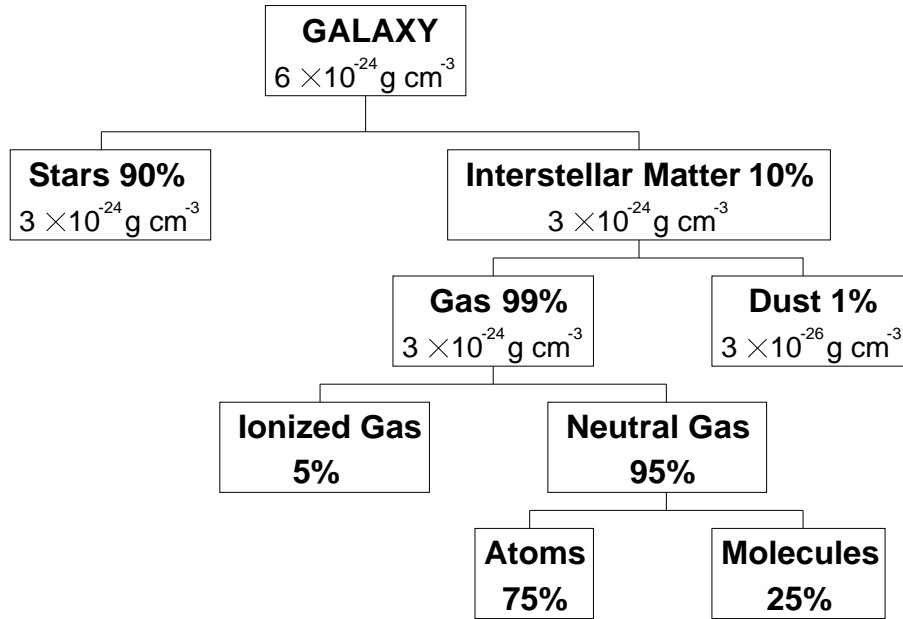 GALAXY
6 ×10⁻²⁴ g cm⁻³
Stars 90%
3 ×10⁻²⁴ g cm⁻³
Interstellar Matter 10%
3 ×10⁻²⁴ g cm⁻³
Gas 99%
3 ×10⁻²⁴ g cm⁻³
Dust 1%
3 ×10⁻²⁶ g cm⁻³
Ionized Gas
5%
Neutral Gas
95%
Atoms
75%
Molecules
25%